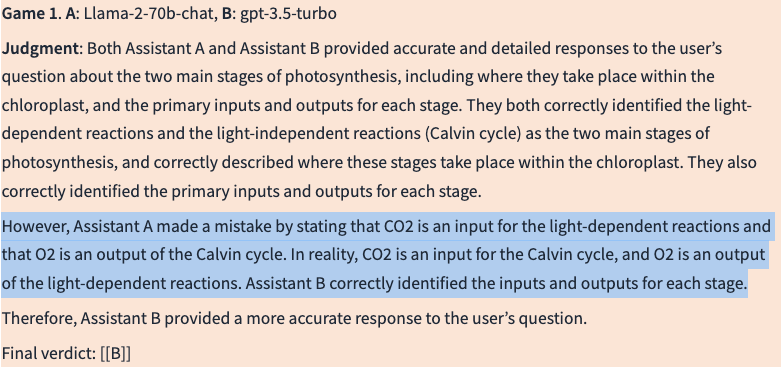 Game 1. A: Llama-2-70b-chat, B: gpt-3.5-turbo
Judgment: Both Assistant A and Assistant B provided accurate and detailed responses to the user’s
question about the two main stages of photosynthesis, including where they take place within the
chloroplast, and the primary inputs and outputs for each stage. They both correctly identified the light-
dependent reactions and the light-independent reactions (Calvin cycle) as the two main stages of
photosynthesis, and correctly described where these stages take place within the chloroplast. They also
correctly identified the primary inputs and outputs for each stage.
However, Assistant A made a mistake by stating that CO2 is an input for the light-dependent reactions and
that O2 is an output of the Calvin cycle. In reality, CO2 is an input for the Calvin cycle, and O2 is an output
of the light-dependent reactions. Assistant B correctly identified the inputs and outputs for each stage.
Therefore, Assistant B provided a more accurate response to the user’s question.
Final verdict: [[B]]